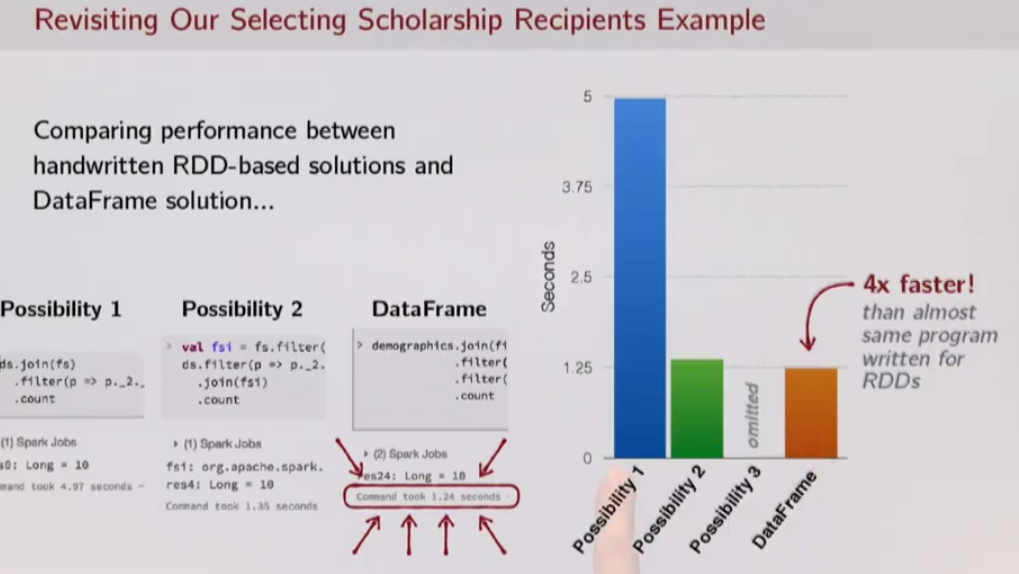 Revisiting Our Selecting Scholarship Recipients Example
Comparing performance between
handwritten RDD-based solutions and
DataFrame solution...
Possibility 1
ds.join(fs)
.filter(p => p._2._
.count
(1) Spark Jobs
s0: Long = 10
mand took 4.97 seconds -
Possibility 2
> val fsi = fs.filter(
ds.filter(p => p._2.
.join(fsi)
.count
(1) Spark Jobs
fsi: org.apache.spark.
res4: Long = 10
Command took 1.35 seconds
DataFrame
> demographics.join(fi
.filter(
.filter(
.count
(2) Spark Jobs
res24: Long = 10
Command took 1.24 seconds -
Seconds
5
3.75
2.5
1.25
0
Possibility 1
Possibility 2
Possibility 3
DataFrame
omitted
4x faster!
than almost
same program
written for
RDDs